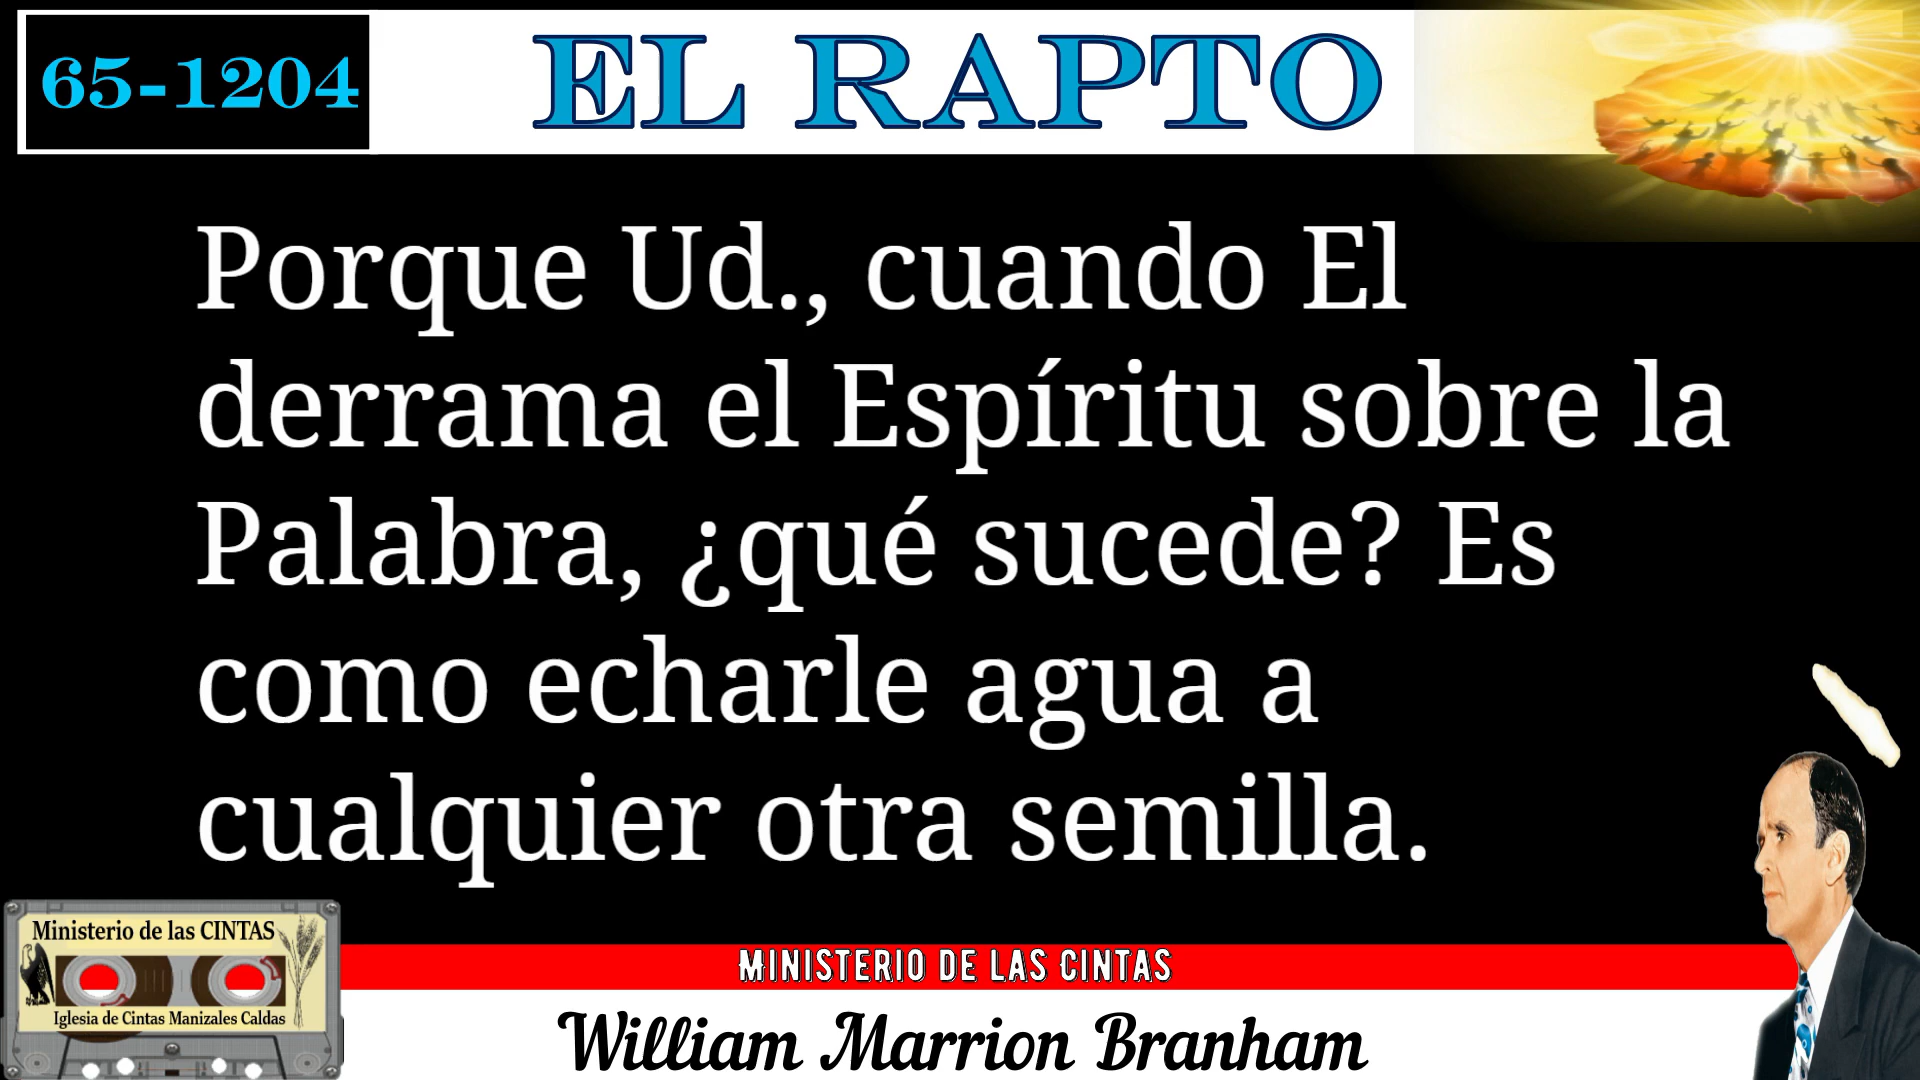 65-1204
EL RAPTO
Porque Ud., cuando El
derrama el Espíritu sobre la
Palabra, ¿qué sucede? Es
como echarle agua a
cualquier otra semilla.
Ministerio de las CINTAS
Iglesia de Cintas Manizales Caldas
MINISTERIO DE LAS CINTAS
William Marrion Branham